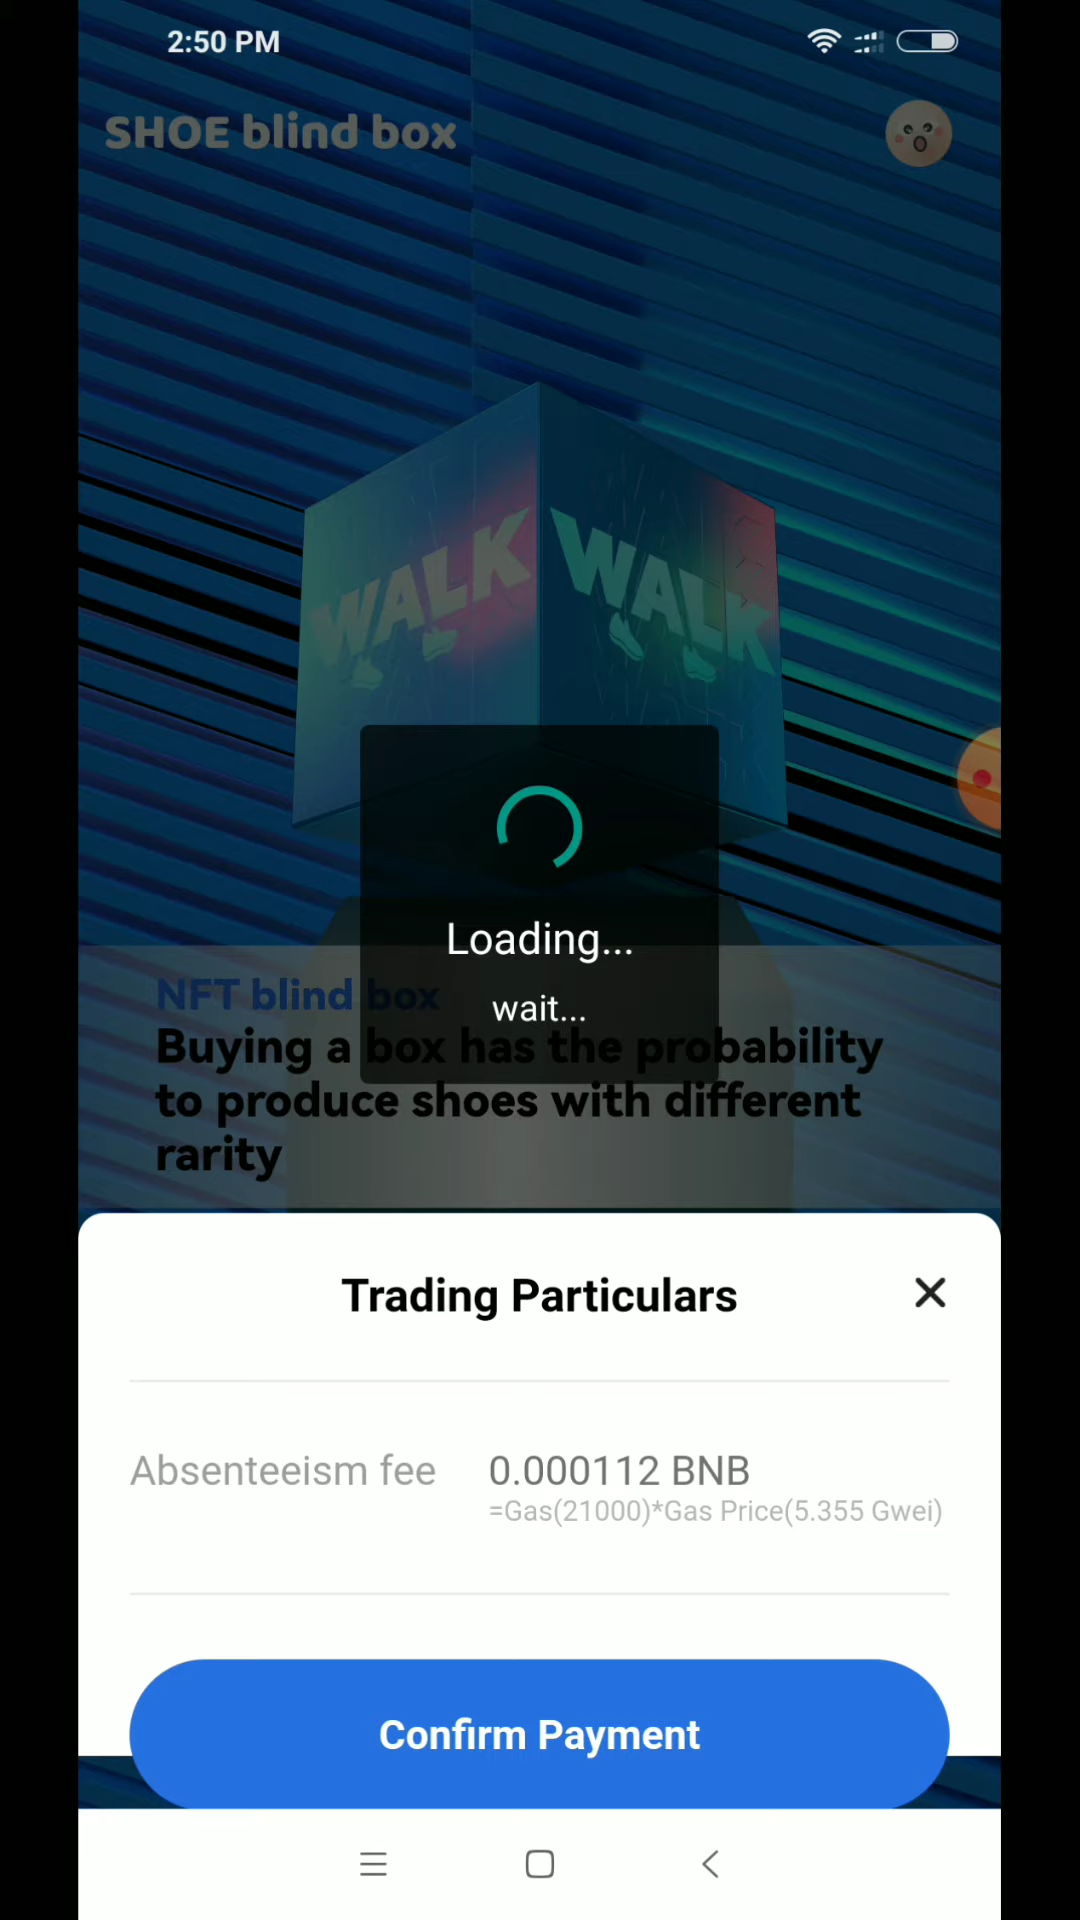 2:50 PM
SHOE blind box
WALK WALK
Loading...
wait...
NFT blind box
Buying a box has the probability
to produce shoes with different
rarity
Trading Particulars
Absenteeism fee 0.000112 BNB
=Gas(21000)*Gas Price(5.355 Gwei)
Confirm Payment